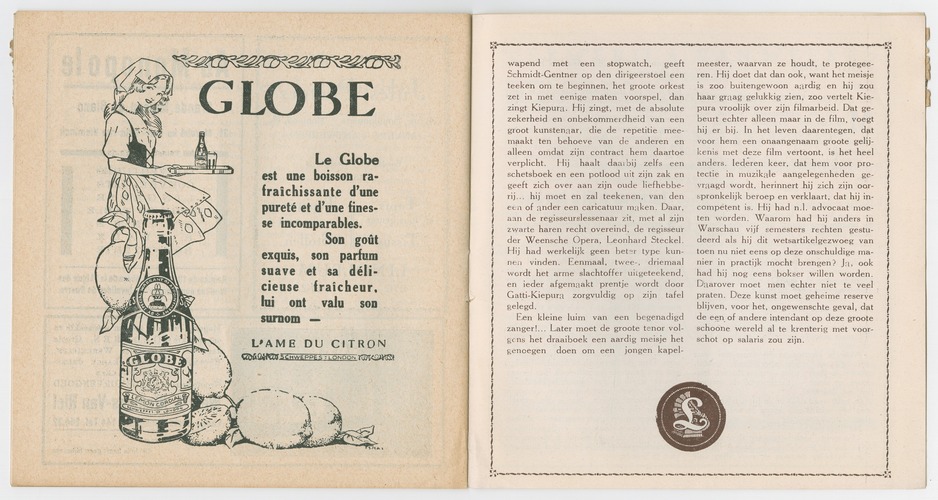 GLOBE
Le Globe
est une boisson ra-
fraîchissante d'une
pureté et d'une fines-
se incomparables.
Son goût
exquis, son parfum
suave et sa déli-
cieuse fraîcheur,
lui ont valu son
surnom —
L'AME DU CITRON
SCHWEPPES-LONDON
GLOBE
LEMON CORDIAL
wapend met een stopwatch, geeft
Schmidt-Gentner op den dirigeerstoel een
teeken om te beginnen, het groote orkest
zet in met eenige maten voorspel, dan
zingt Kiepura. Hij zingt, met de absolute
zekerheid en onbekommerdheid van een
groot kunstenaar, die de repetitie mee-
maakt ten behoeve van de anderen en
alleen omdat zijn contract hem daartoe
verplicht. Hij haalt daarbij zelfs een
schetsboek en een potlood uit zijn zak en
geeft zich over aan zijn oude liefhebbe-
rij... hij moet en zal teekenen, van den
een of ander een caricatuur maken. Daar,
aan de regisseurslessenaar zit, met al zijn
zwarte haren recht overeind, de regisseur
der Weensche Opera, Leonhard Steckel.
Hij had werkelijk geen beter type kun-
nen vinden. Eenmaal, twee-, driemaal
wordt het arme slachtoffer uitgeteekend,
en ieder afgemaakt prentje wordt door
Gatti-Kiepura zorgvuldig op zijn tafel
gelegd.
Een kleine luim van een begenadigd
zanger!... Later moet de groote tenor vol-
gens het draaiboek een aardig meisje het
genoegen doen om een jongen kapel-
meester, waarvan ze houdt, te protegee-
ren. Hij doet dat dan ook, want het meisje
is zoo buitengewoon aardig en hij zou
haar graag gelukkig zien, zoo vertelt Kie-
pura vroolijk over zijn filmarbeid. Dat ge-
beurt echter alleen maar in de film, voegt
hij er bij. In het leven daarentegen, dat
voor hem een onaangenaam groote gelij-
kenis met deze film vertoont, is het heel
anders. Iederen keer, dat hem voor pro-
tectie in muzikale aangelegenheden ge-
vraagd wordt, herinnert hij zich zijn oor-
spronkelijk beroep en verklaart, dat hij in-
competent is. Hij had n.l. advocaat moe-
ten worden. Waarom had hij anders in
Warschau vijf semesters rechten gestu-
deerd als hij dit wetsartikelgezwoeg van
toen nu niet eens op deze onschuldige ma-
nier in practijk mocht brengen? Ja, ook
had hij nog eens bokser willen worden.
Daarover moet men echter niet te veel
praten. Deze kunst moet geheime reserve
blijven, voor het, ongewenschte geval, dat
de een of andere intendant op deze groote
schoone wereld al te krenterig met voor-
schot op salaris zou zijn.